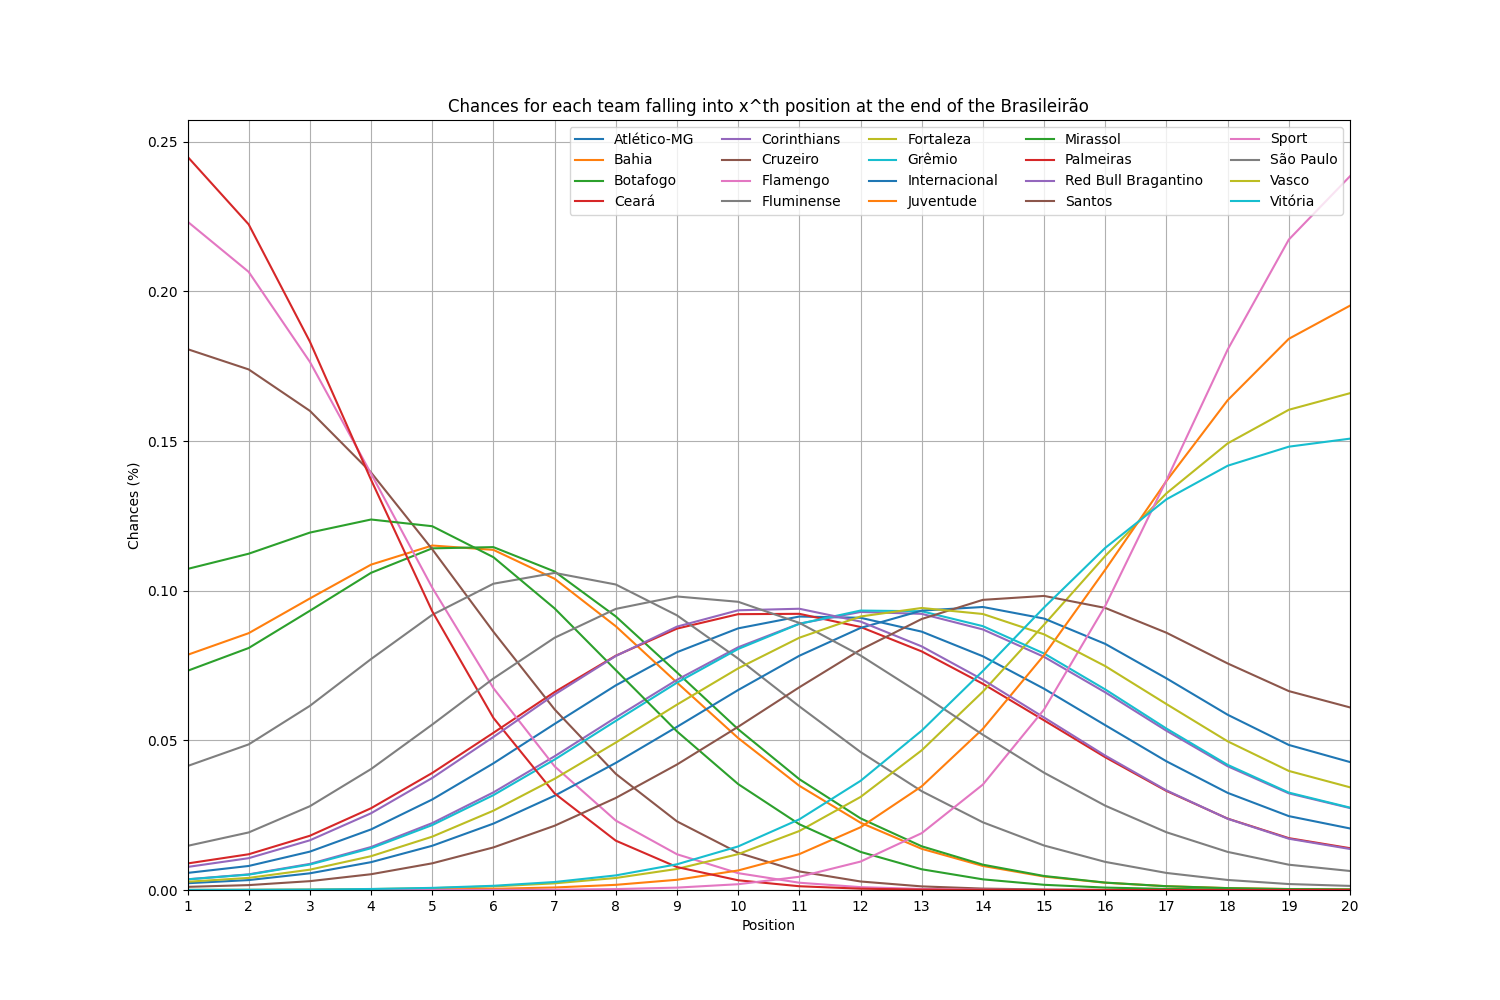 Chances for each team falling into x^th position at the end of the Brasileirão
Atlético-MG Corinthians Fortaleza Mirassol Sport
Bahia Cruzeiro Grêmio Palmeiras São Paulo
Botafogo Flamengo Internacional Red Bull Bragantino Vasco
Ceará Fluminense Juventude Santos Vitória
0.25
0.20
0.15
0.10
0.05
0.00
Chances (%)
1 2 3 4 5 6 7 8 9 10 11 12 13 14 15 16 17 18 19 20
Position